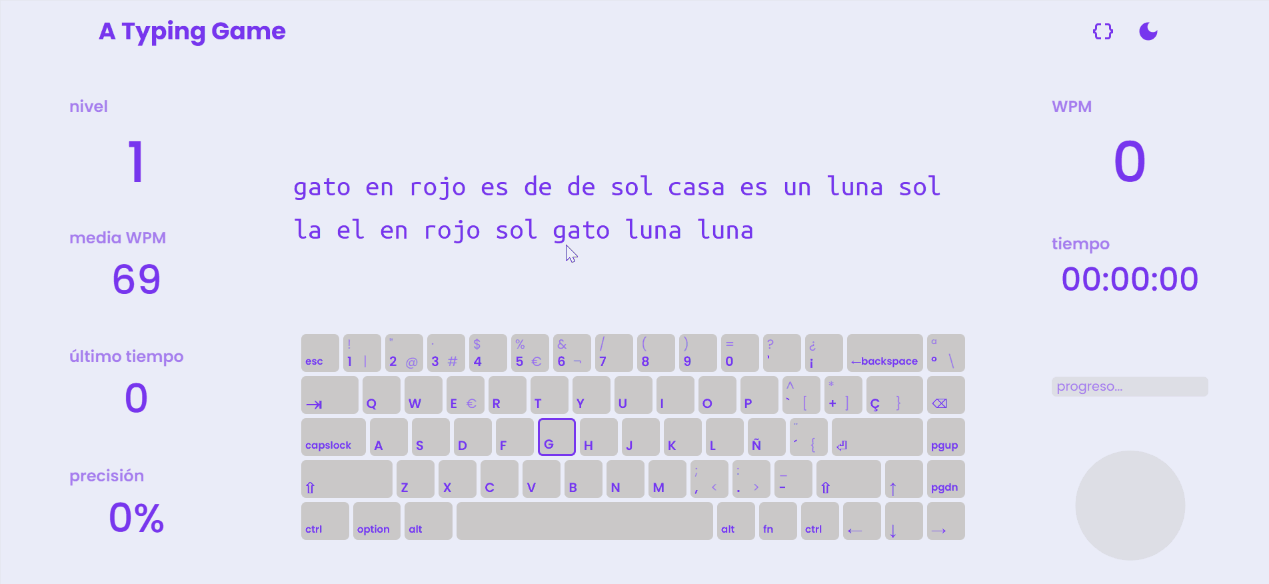 A Typing Game
nivel
1
media WPM
69
último tiempo
0
precisión
0%
gato en rojo es de de sol casa es un luna sol
la el en rojo sol gato luna luna
WPM
0
tiempo
00:00:00
progreso...
esc ! 1 | " 2 @ · 3 # $ 4 % 5 € & 6 ¬ / 7 ( 8 ) 9 = 0 ? ' ¿ ¡ ←backspace ª º \
⇥ Q W E € R T Y U I O P ^ ` [ * + ] Ç } ⌫
capslock A S D F G H J K L Ñ ¨ ´ { ⏎ pgup
⇧ Z X C V B N M ; , < : . > _ - ⇧ ↑ pgdn
ctrl option alt alt fn ctrl ← ↓ →